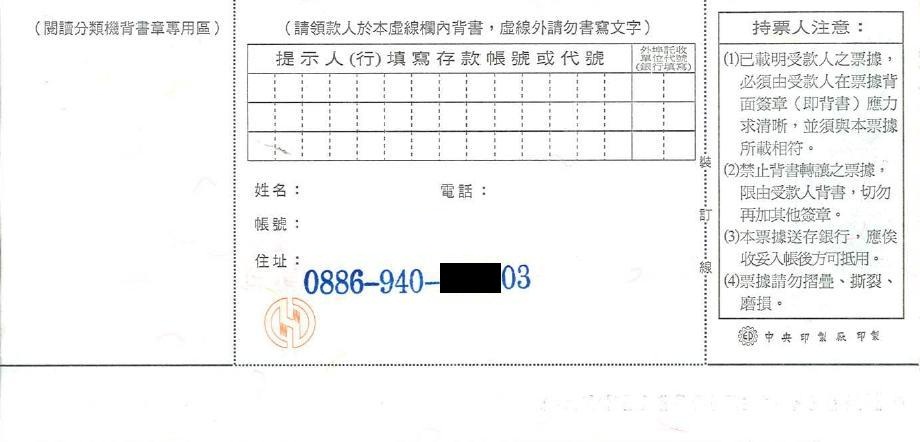 (閱讀分類機背書章專用區)
(請領款人於本虛線欄內背書，虛線外請勿書寫文字)
提示人(行)填寫存款帳號或代號
外埠託收
單位代號
(銀行填寫)
姓名：
電話：
帳號：
住址：
0886-940-
03
裝
訂
線
持票人注意：
(1)已載明受款人之票據，
必須由受款人在票據背
面簽章（即背書）應力
求清晰，並須與本票據
所載相符。
(2)禁止背書轉讓之票據，
限由受款人背書，切勿
再加其他簽章。
(3)本票據送存銀行，應俟
收妥入帳後方可抵用。
(4)票據請勿摺疊、撕裂、
磨損。
中央印製廠印製